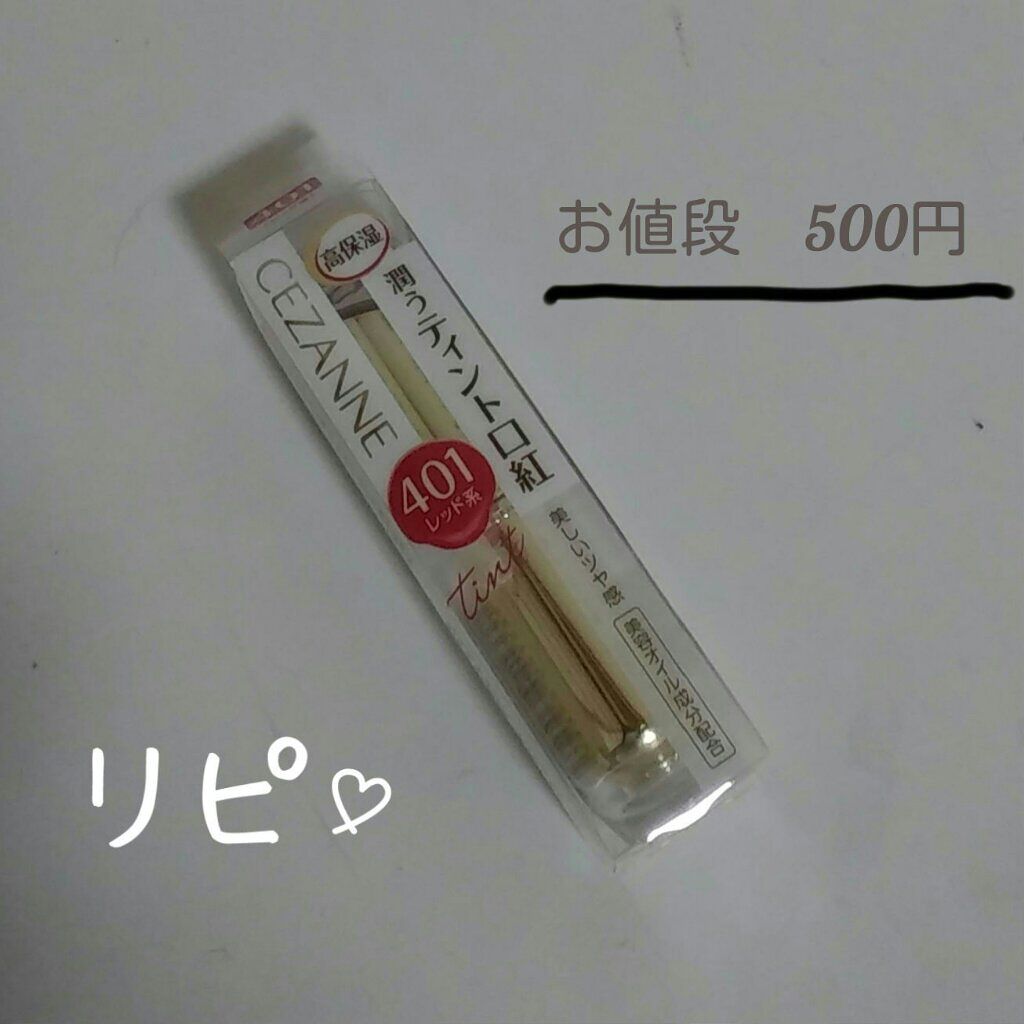 お値段 500円
401
高保湿
CEZANNE
潤うティント口紅
401
レッド系
tint
美しいツヤ感
美容オイル成分配合
リピ♡